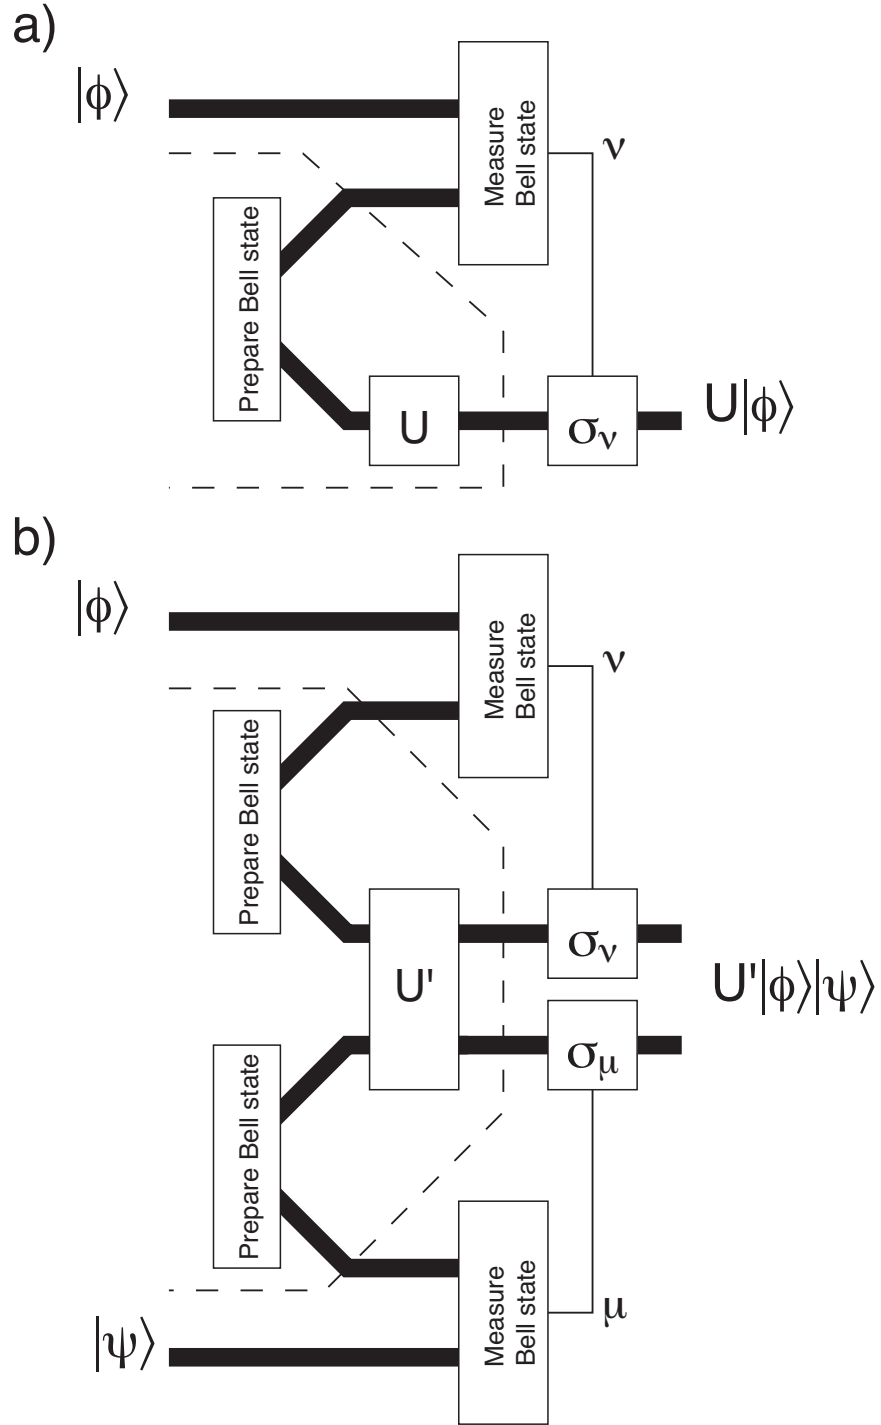 a)
|ϕ⟩
Measure
Bell state
ν
Prepare Bell state
U
σν
U|ϕ⟩
b)
|ϕ⟩
Measure
Bell state
ν
Prepare Bell state
U'
σν
U'|ϕ⟩|ψ⟩
σμ
Prepare Bell state
Measure
Bell state
μ
|ψ⟩